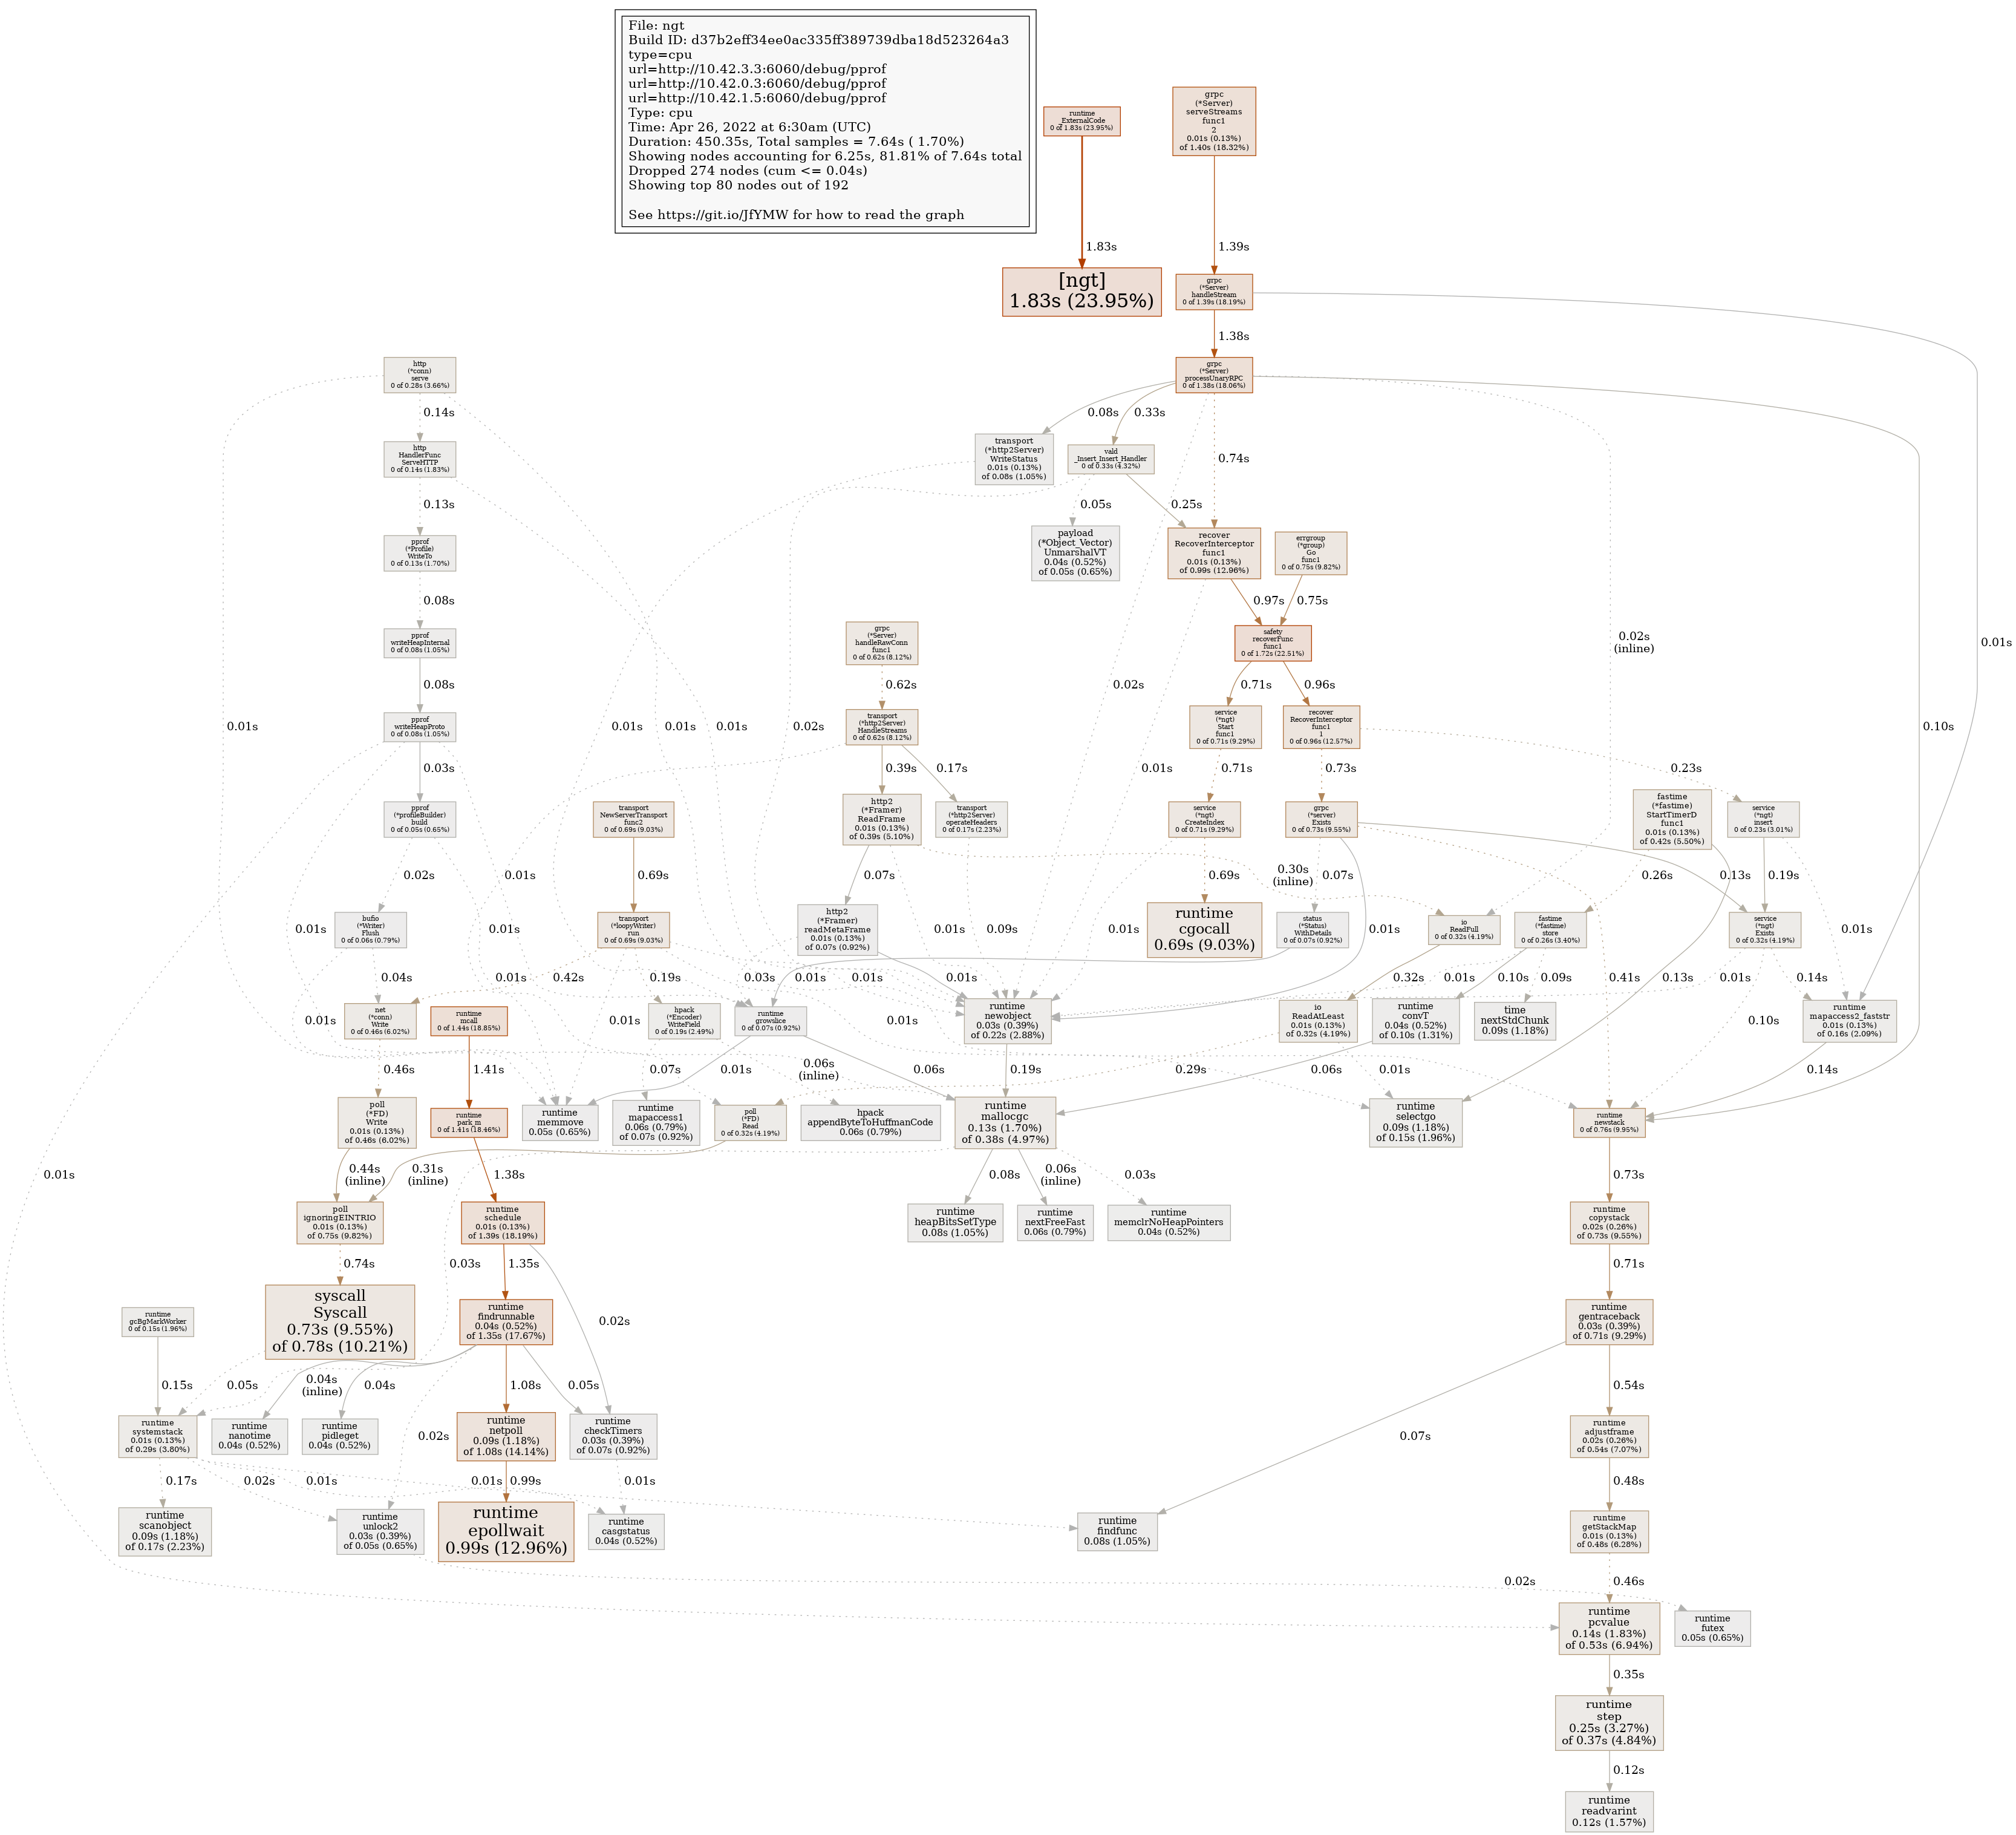 File: ngt
Build ID: d37b2eff34ee0ac335ff389739dba18d523264a3
type=cpu
url=http://10.42.3.3:6060/debug/pprof
url=http://10.42.0.3:6060/debug/pprof
url=http://10.42.1.5:6060/debug/pprof
Type: cpu
Time: Apr 26, 2022 at 6:30am (UTC)
Duration: 450.35s, Total samples = 7.64s ( 1.70%)
Showing nodes accounting for 6.25s, 81.81% of 7.64s total
Dropped 274 nodes (cum <= 0.04s)
Showing top 80 nodes out of 192
See https://git.io/JfYMW for how to read the graph
runtime
_ExternalCode
0 of 1.83s (23.95%)
grpc
(*Server)
serveStreams
func1
2
0.01s (0.13%)
of 1.40s (18.32%)
1.83s
1.39s
[ngt]
1.83s (23.95%)
grpc
(*Server)
handleStream
0 of 1.39s (18.19%)
1.38s
http
(*conn)
serve
0 of 0.28s (3.66%)
grpc
(*Server)
processUnaryRPC
0 of 1.38s (18.06%)
0.14s
0.08s
0.33s
http
HandlerFunc
ServeHTTP
0 of 0.14s (1.83%)
transport
(*http2Server)
WriteStatus
0.01s (0.13%)
of 0.08s (1.05%)
vald
_Insert_Insert_Handler
0 of 0.33s (4.32%)
0.74s
0.13s
0.05s
0.25s
pprof
(*Profile)
WriteTo
0 of 0.13s (1.70%)
payload
(*Object_Vector)
UnmarshalVT
0.04s (0.52%)
of 0.05s (0.65%)
recover
RecoverInterceptor
func1
0.01s (0.13%)
of 0.99s (12.96%)
errgroup
(*group)
Go
func1
0 of 0.75s (9.82%)
0.08s
0.97s
0.75s
pprof
writeHeapInternal
0 of 0.08s (1.05%)
grpc
(*Server)
handleRawConn
func1
0 of 0.62s (8.12%)
safety
recoverFunc
func1
0 of 1.72s (22.51%)
0.02s
(inline)
0.01s
0.08s
0.62s
0.02s
0.71s
0.96s
pprof
writeHeapProto
0 of 0.08s (1.05%)
transport
(*http2Server)
HandleStreams
0 of 0.62s (8.12%)
service
(*ngt)
Start
func1
0 of 0.71s (9.29%)
recover
RecoverInterceptor
func1
1
0 of 0.96s (12.57%)
0.01s
0.01s
0.01s
0.01s
0.02s
0.10s
0.03s
0.39s
0.17s
0.01s
0.71s
0.73s
0.23s
pprof
(*profileBuilder)
build
0 of 0.05s (0.65%)
transport
NewServerTransport
func2
0 of 0.69s (9.03%)
http2
(*Framer)
ReadFrame
0.01s (0.13%)
of 0.39s (5.10%)
transport
(*http2Server)
operateHeaders
0 of 0.17s (2.23%)
service
(*ngt)
CreateIndex
0 of 0.71s (9.29%)
grpc
(*server)
Exists
0 of 0.73s (9.55%)
fastime
(*fastime)
StartTimerD
func1
0.01s (0.13%)
of 0.42s (5.50%)
service
(*ngt)
insert
0 of 0.23s (3.01%)
0.02s
0.01s
0.69s
0.07s
0.30s
(inline)
0.69s
0.07s
0.26s
0.13s
0.19s
bufio
(*Writer)
Flush
0 of 0.06s (0.79%)
transport
(*loopyWriter)
run
0 of 0.69s (9.03%)
http2
(*Framer)
readMetaFrame
0.01s (0.13%)
of 0.07s (0.92%)
runtime
cgocall
0.69s (9.03%)
status
(*Status)
WithDetails
0 of 0.07s (0.92%)
io
ReadFull
0 of 0.32s (4.19%)
fastime
(*fastime)
store
0 of 0.26s (3.40%)
service
(*ngt)
Exists
0 of 0.32s (4.19%)
0.01s
0.01s
0.01s
0.09s
0.01s
0.01s
0.01s
0.04s
0.01s
0.42s
0.19s
0.03s
0.01s
0.01s
0.01s
0.32s
0.01s
0.10s
0.09s
0.41s
0.13s
0.01s
0.14s
net
(*conn)
Write
0 of 0.46s (6.02%)
runtime
mcall
0 of 1.44s (18.85%)
hpack
(*Encoder)
WriteField
0 of 0.19s (2.49%)
runtime
growslice
0 of 0.07s (0.92%)
runtime
newobject
0.03s (0.39%)
of 0.22s (2.88%)
io
ReadAtLeast
0.01s (0.13%)
of 0.32s (4.19%)
runtime
convT
0.04s (0.52%)
of 0.10s (1.31%)
time
nextStdChunk
0.09s (1.18%)
runtime
mapaccess2_faststr
0.01s (0.13%)
of 0.16s (2.09%)
0.01s
0.01s
0.01s
0.10s
0.46s
1.41s
0.07s
0.01s
0.06s
(inline)
0.06s
0.19s
0.29s
0.01s
0.06s
0.14s
poll
(*FD)
Write
0.01s (0.13%)
of 0.46s (6.02%)
runtime
park_m
0 of 1.41s (18.46%)
runtime
memmove
0.05s (0.65%)
runtime
mapaccess1
0.06s (0.79%)
of 0.07s (0.92%)
poll
(*FD)
Read
0 of 0.32s (4.19%)
hpack
appendByteToHuffmanCode
0.06s (0.79%)
runtime
mallocgc
0.13s (1.70%)
of 0.38s (4.97%)
runtime
selectgo
0.09s (1.18%)
of 0.15s (1.96%)
runtime
newstack
0 of 0.76s (9.95%)
0.01s
0.44s
(inline)
0.31s
(inline)
1.38s
0.08s
0.06s
(inline)
0.03s
0.73s
poll
ignoringEINTRIO
0.01s (0.13%)
of 0.75s (9.82%)
runtime
schedule
0.01s (0.13%)
of 1.39s (18.19%)
runtime
heapBitsSetType
0.08s (1.05%)
runtime
nextFreeFast
0.06s (0.79%)
runtime
memclrNoHeapPointers
0.04s (0.52%)
runtime
copystack
0.02s (0.26%)
of 0.73s (9.55%)
0.74s
0.03s
1.35s
0.71s
runtime
gcBgMarkWorker
0 of 0.15s (1.96%)
syscall
Syscall
0.73s (9.55%)
of 0.78s (10.21%)
runtime
findrunnable
0.04s (0.52%)
of 1.35s (17.67%)
0.02s
runtime
gentraceback
0.03s (0.39%)
of 0.71s (9.29%)
0.15s
0.05s
0.04s
(inline)
0.04s
1.08s
0.05s
0.54s
runtime
systemstack
0.01s (0.13%)
of 0.29s (3.80%)
runtime
nanotime
0.04s (0.52%)
runtime
pidleget
0.04s (0.52%)
0.02s
runtime
netpoll
0.09s (1.18%)
of 1.08s (14.14%)
runtime
checkTimers
0.03s (0.39%)
of 0.07s (0.92%)
0.07s
runtime
adjustframe
0.02s (0.26%)
of 0.54s (7.07%)
0.17s
0.02s
0.01s
0.01s
0.99s
0.01s
0.48s
runtime
scanobject
0.09s (1.18%)
of 0.17s (2.23%)
runtime
unlock2
0.03s (0.39%)
of 0.05s (0.65%)
runtime
epollwait
0.99s (12.96%)
runtime
casgstatus
0.04s (0.52%)
runtime
findfunc
0.08s (1.05%)
runtime
getStackMap
0.01s (0.13%)
of 0.48s (6.28%)
0.02s
0.46s
runtime
pcvalue
0.14s (1.83%)
of 0.53s (6.94%)
runtime
futex
0.05s (0.65%)
0.35s
runtime
step
0.25s (3.27%)
of 0.37s (4.84%)
0.12s
runtime
readvarint
0.12s (1.57%)